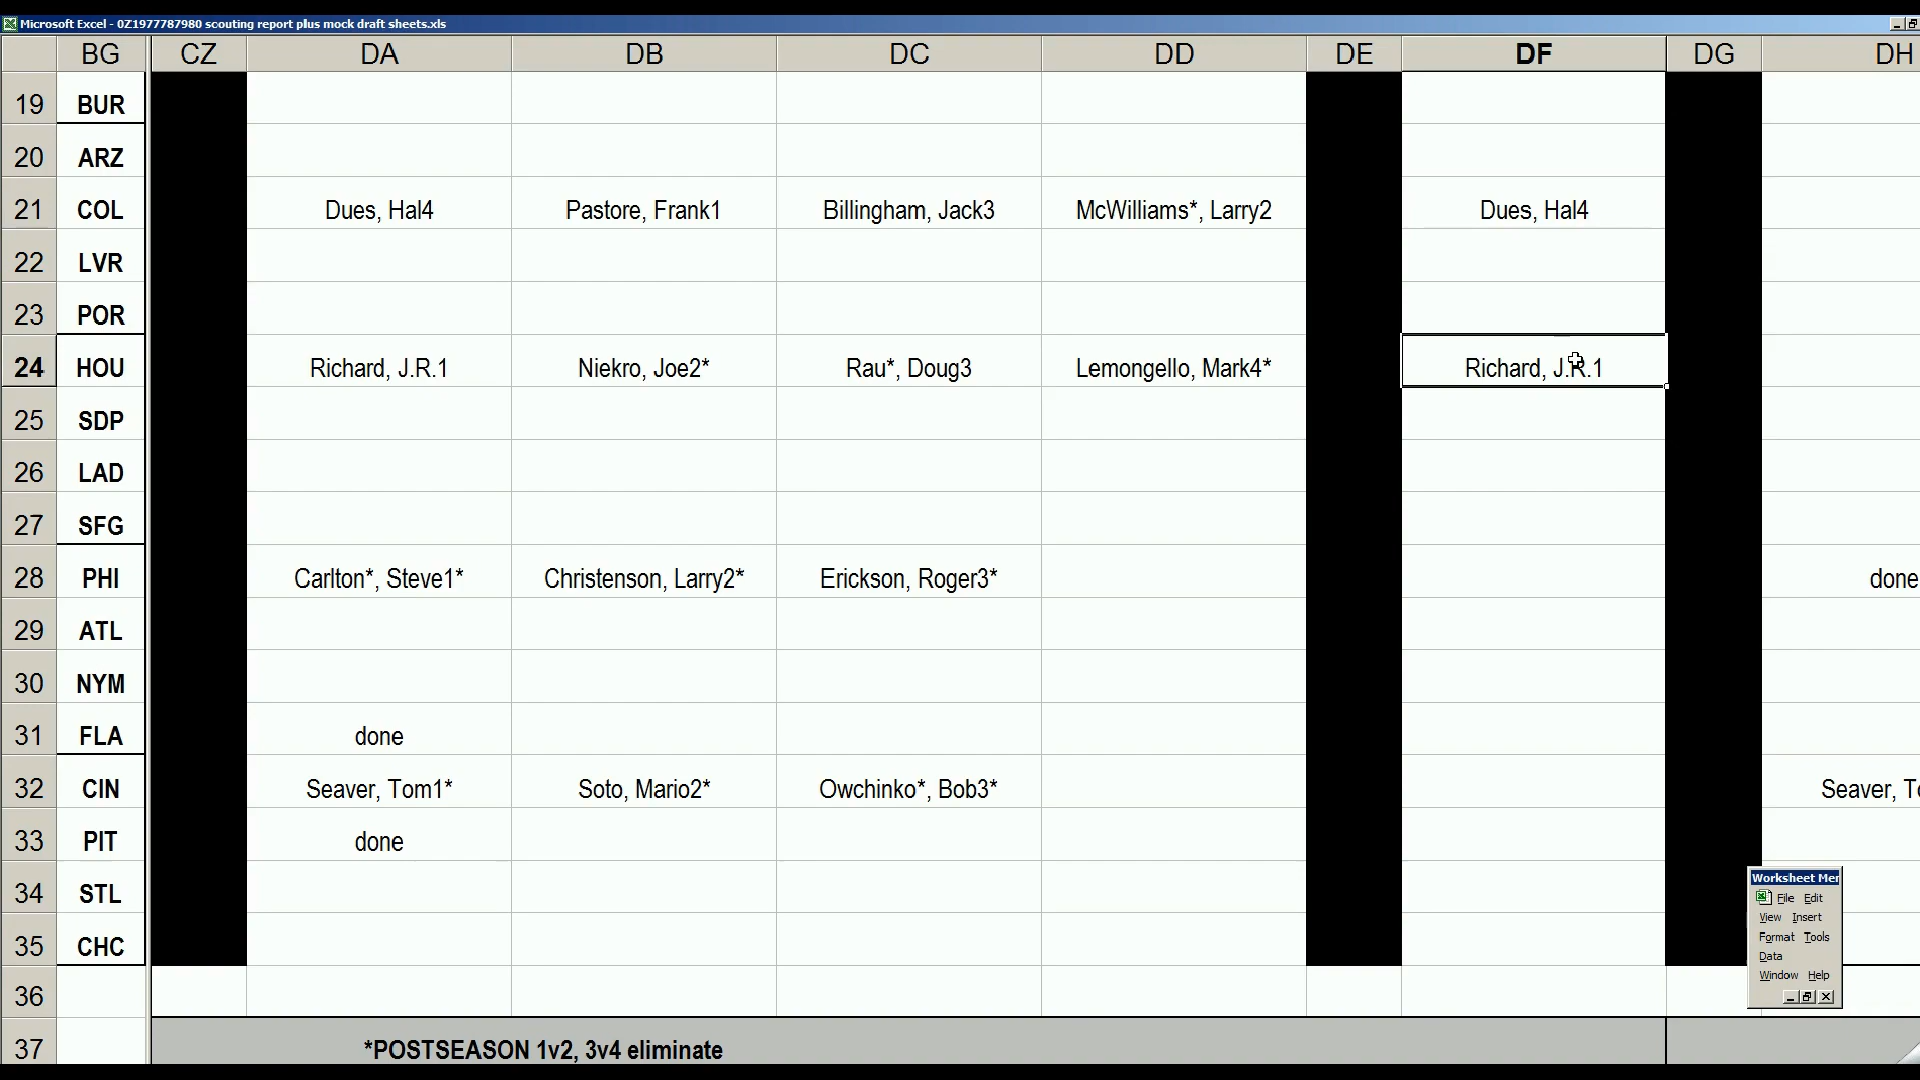 Microsoft Excel - 0Z1977787980 scouting report plus mock draft sheets.xls
BG CZ DA DB DC DD DE DF DG DH
19 BUR
20 ARZ
21 COL Dues, Hal4 Pastore, Frank1 Billingham, Jack3 McWilliams*, Larry2 Dues, Hal4
22 LVR
23 POR
24 HOU Richard, J.R.1 Niekro, Joe2* Rau*, Doug3 Lemongello, Mark4* Richard, J.R.1
25 SDP
26 LAD
27 SFG
28 PHI Carlton*, Steve1* Christenson, Larry2* Erickson, Roger3* done
29 ATL
30 NYM
31 FLA done
32 CIN Seaver, Tom1* Soto, Mario2* Owchinko*, Bob3* Seaver, To
33 PIT done
34 STL
35 CHC
36
37 *POSTSEASON 1v2, 3v4 eliminate
Worksheet Mer
File Edit
View Insert
Format Tools
Data
Window Help